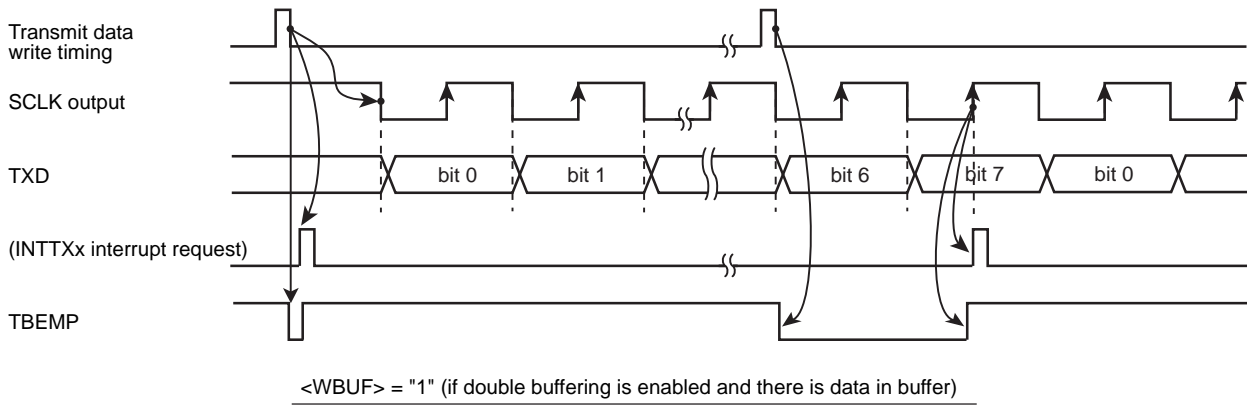 Transmit data
write timing
SCLK output
TXD
bit 0
bit 1
bit 6
bit 7
bit 0
(INTTXx interrupt request)
TBEMP
<WBUF> = "1" (if double buffering is enabled and there is data in buffer)